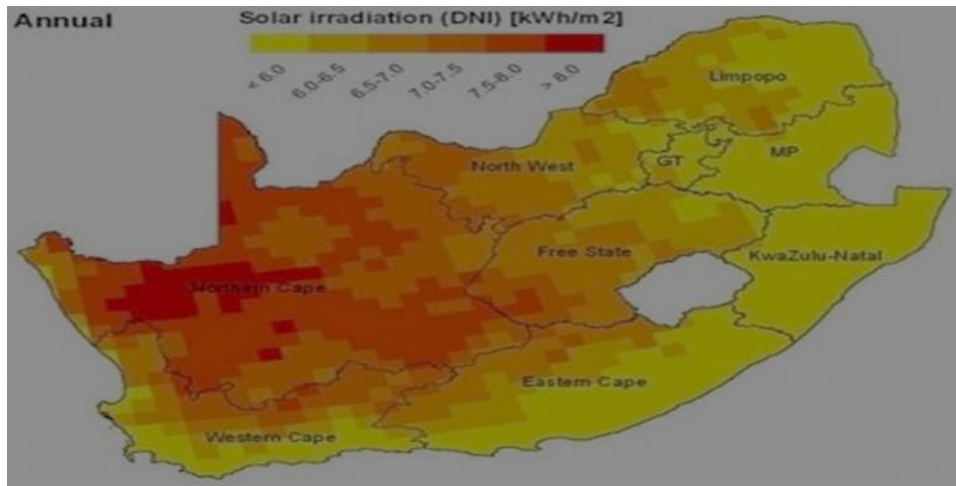 Annual
Solar irradiation (DNI) [kWh/m2]
< 6.0
6.0-6.5
6.5-7.0
7.0-7.5
7.5-8.0
> 8.0
Limpopo
North West
GT
MP
Free State
KwaZulu-Natal
Northern Cape
Eastern Cape
Western Cape